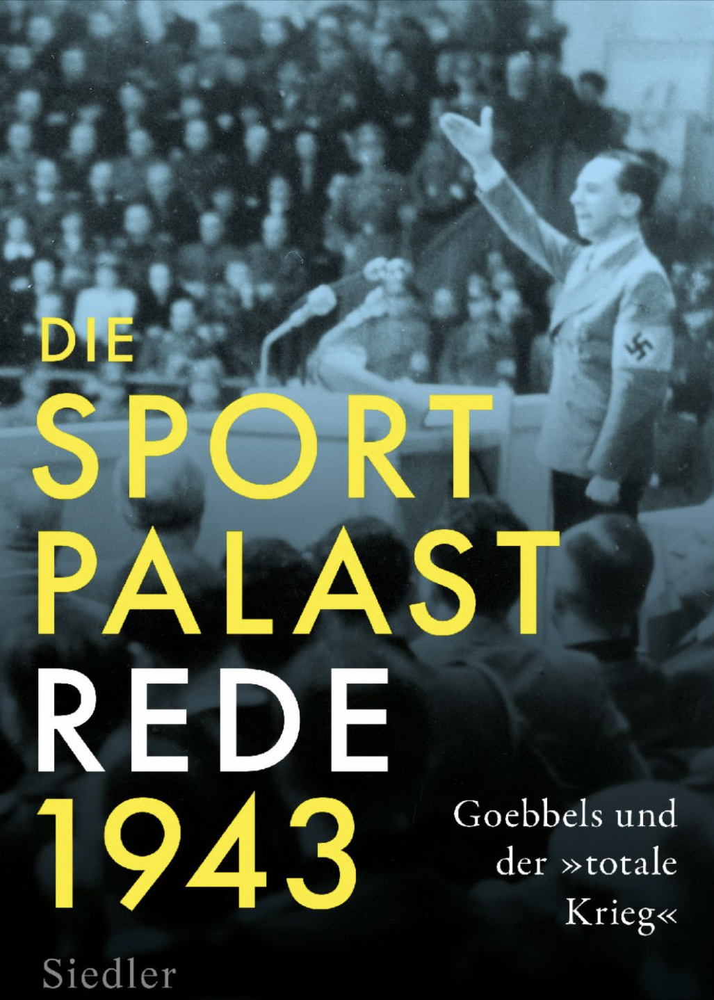 DIE
SPORT
PALAST
REDE
1943
Goebbels und
der »totale
Krieg«
Siedler